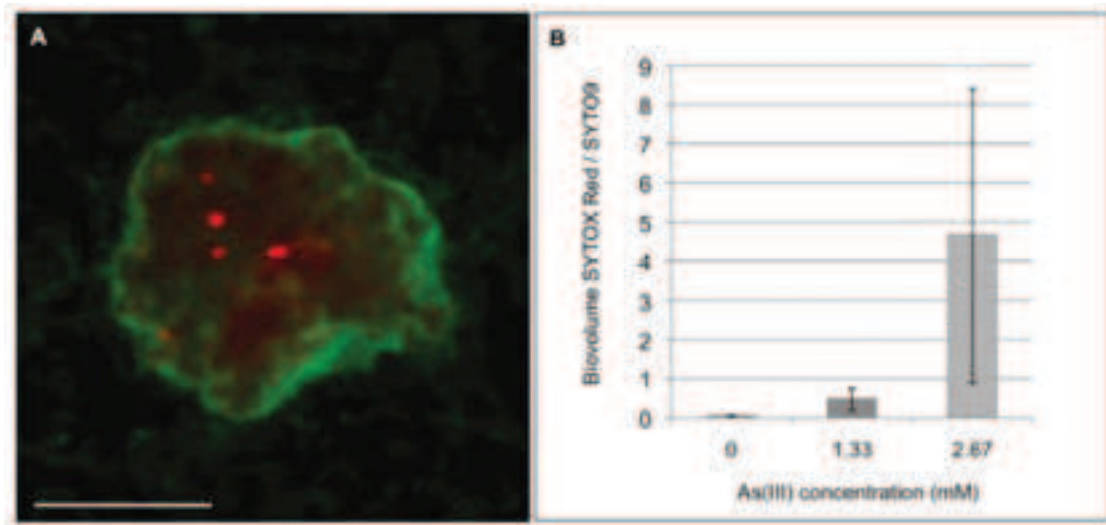 A
B
Biovolume SYTOX Red / SYTO9
9
8
7
6
5
4
3
2
1
0
0 1.33 2.67
As(III) concentration (mM)